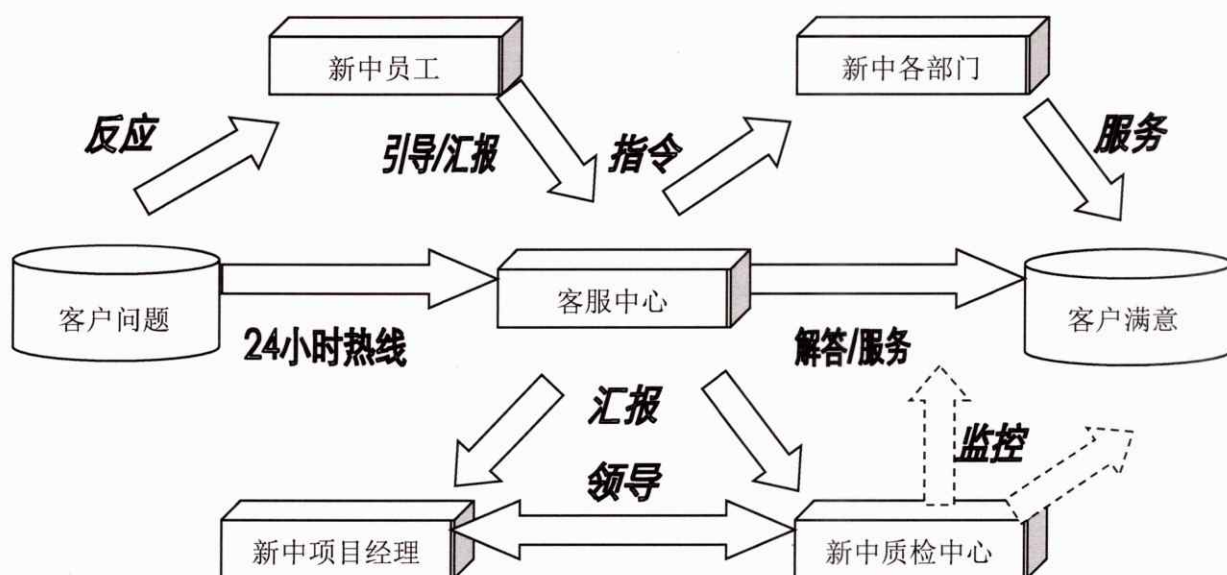 新中员工
新中各部门
反应
引导/汇报
指令
服务
客户问题
客服中心
客户满意
24小时热线
解答/服务
汇报
监控
领导
新中项目经理
新中质检中心